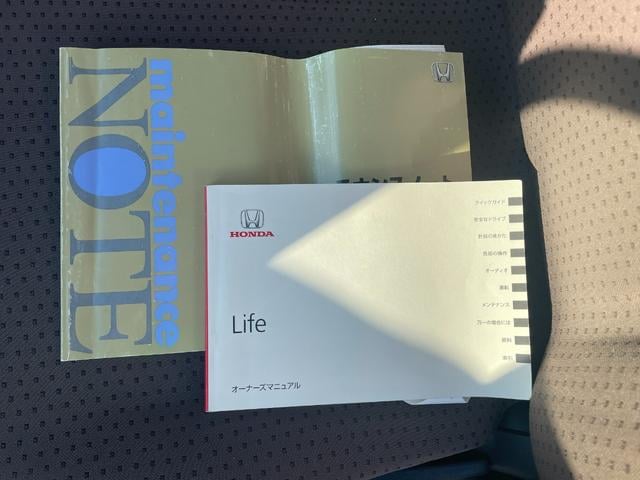 maintenance
NOTE
HONDA
Life
オーナーズマニュアル
クイックガイド
安全なドライブ
計器の見かた
各部の操作
オーディオ
運転
メンテナンス
万一の場合には
資料
索引